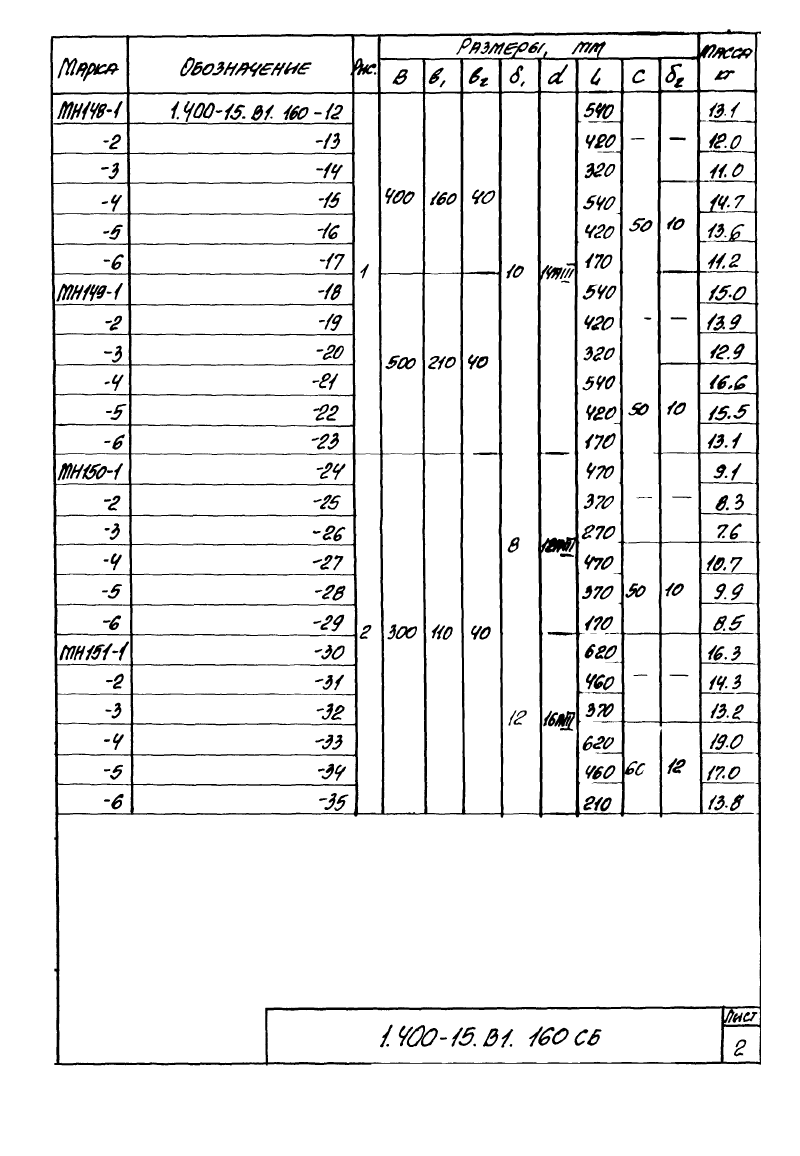 Марка Обозначение Рис. Размеры, мм Масса кг
В в₁ в₂ δ₁ d L С δ₂
МН148-1 1.400-15.В1.160-12 540 13.1
-2 -13 420 — — 12.0
-3 -14 320 11.0
-4 -15 400 160 40 540 14.7
-5 -16 420 50 10 13.6
-6 -17 1 10 14АIII 170 11.2
МН149-1 -18 540 15.0
-2 -19 420 - — 13.9
-3 -20 500 210 40 320 12.9
-4 -21 540 16.6
-5 -22 420 50 10 15.5
-6 -23 170 13.1
МН150-1 -24 470 9.1
-2 -25 370 — — 8.3
-3 -26 8 12АIII 270 7.6
-4 -27 470 10.7
-5 -28 370 50 10 9.9
-6 -29 2 300 110 40 170 8.5
МН151-1 -30 620 16.3
-2 -31 460 — — 14.3
-3 -32 12 16АIII 370 13.2
-4 -33 620 19.0
-5 -34 460 60 12 17.0
-6 -35 210 13.8
1.400-15.В1. 160 СБ
Лист
2